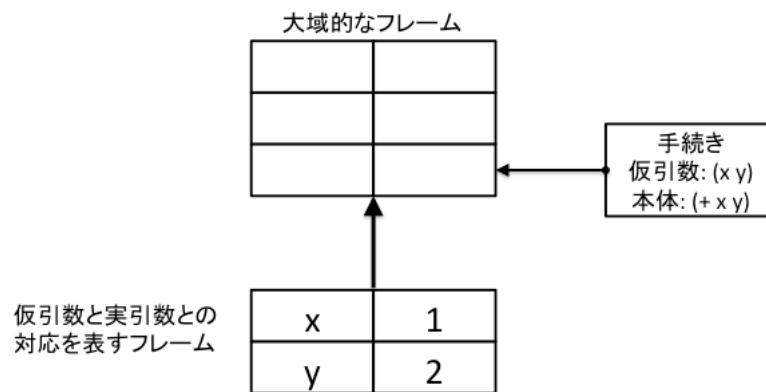 大域的なフレーム
手続き
仮引数: (x y)
本体: (+ x y)
仮引数と実引数との
対応を表すフレーム
x 1
y 2